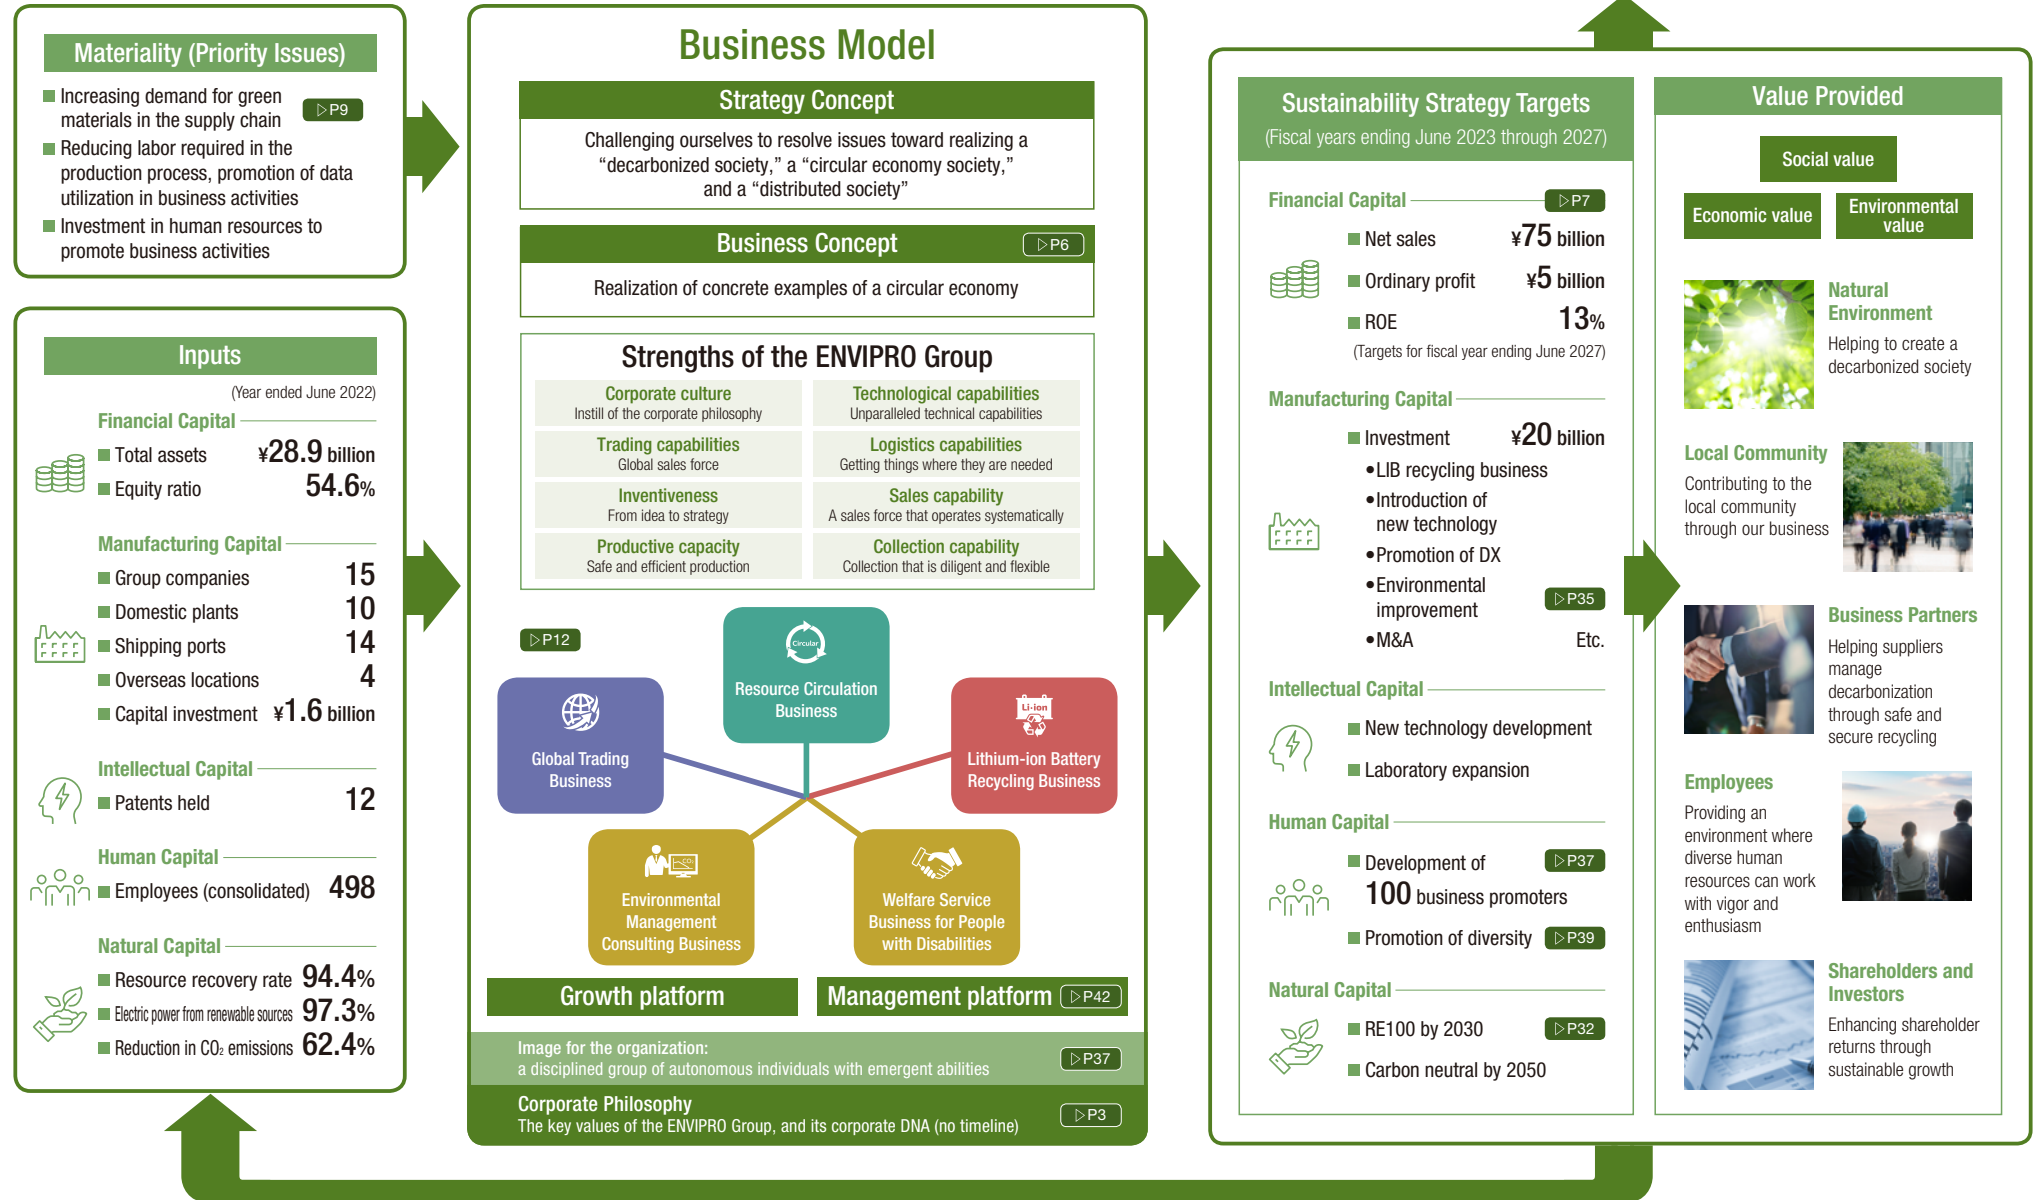 Materiality (Priority Issues)
Increasing demand for green
materials in the supply chain
▷P9
Reducing labor required in the
production process, promotion of data
utilization in business activities
Investment in human resources to
promote business activities
Inputs
(Year ended June 2022)
Financial Capital
Total assets ¥28.9 billion
Equity ratio 54.6%
Manufacturing Capital
Group companies 15
Domestic plants 10
Shipping ports 14
Overseas locations 4
Capital investment ¥1.6 billion
Intellectual Capital
Patents held 12
Human Capital
Employees (consolidated) 498
Natural Capital
Resource recovery rate 94.4%
Electric power from renewable sources 97.3%
Reduction in CO₂ emissions 62.4%
Business Model
Strategy Concept
Challenging ourselves to resolve issues toward realizing a
“decarbonized society,” a “circular economy society,”
and a “distributed society”
Business Concept ▷P6
Realization of concrete examples of a circular economy
Strengths of the ENVIPRO Group
Corporate culture
Instill of the corporate philosophy
Technological capabilities
Unparalleled technical capabilities
Trading capabilities
Global sales force
Logistics capabilities
Getting things where they are needed
Inventiveness
From idea to strategy
Sales capability
A sales force that operates systematically
Productive capacity
Safe and efficient production
Collection capability
Collection that is diligent and flexible
▷P12
Circular
Resource Circulation
Business
Global Trading
Business
Li-ion
Lithium-ion Battery
Recycling Business
CO₂
Environmental
Management
Consulting Business
Welfare Service
Business for People
with Disabilities
Growth platform
Management platform ▷P42
Image for the organization:
a disciplined group of autonomous individuals with emergent abilities
▷P37
Corporate Philosophy
The key values of the ENVIPRO Group, and its corporate DNA (no timeline)
▷P3
Sustainability Strategy Targets
(Fiscal years ending June 2023 through 2027)
Financial Capital ▷P7
Net sales ¥75 billion
Ordinary profit ¥5 billion
ROE 13%
(Targets for fiscal year ending June 2027)
Manufacturing Capital
Investment ¥20 billion
•LIB recycling business
•Introduction of
new technology
•Promotion of DX
•Environmental
improvement
▷P35
•M&A Etc.
Intellectual Capital
New technology development
Laboratory expansion
Human Capital
Development of ▷P37
100 business promoters
Promotion of diversity ▷P39
Natural Capital
RE100 by 2030 ▷P32
Carbon neutral by 2050
Value Provided
Social value
Economic value
Environmental
value
Natural
Environment
Helping to create a
decarbonized society
Local Community
Contributing to the
local community
through our business
Business Partners
Helping suppliers
manage
decarbonization
through safe and
secure recycling
Employees
Providing an
environment where
diverse human
resources can work
with vigor and
enthusiasm
Shareholders and
Investors
Enhancing shareholder
returns through
sustainable growth